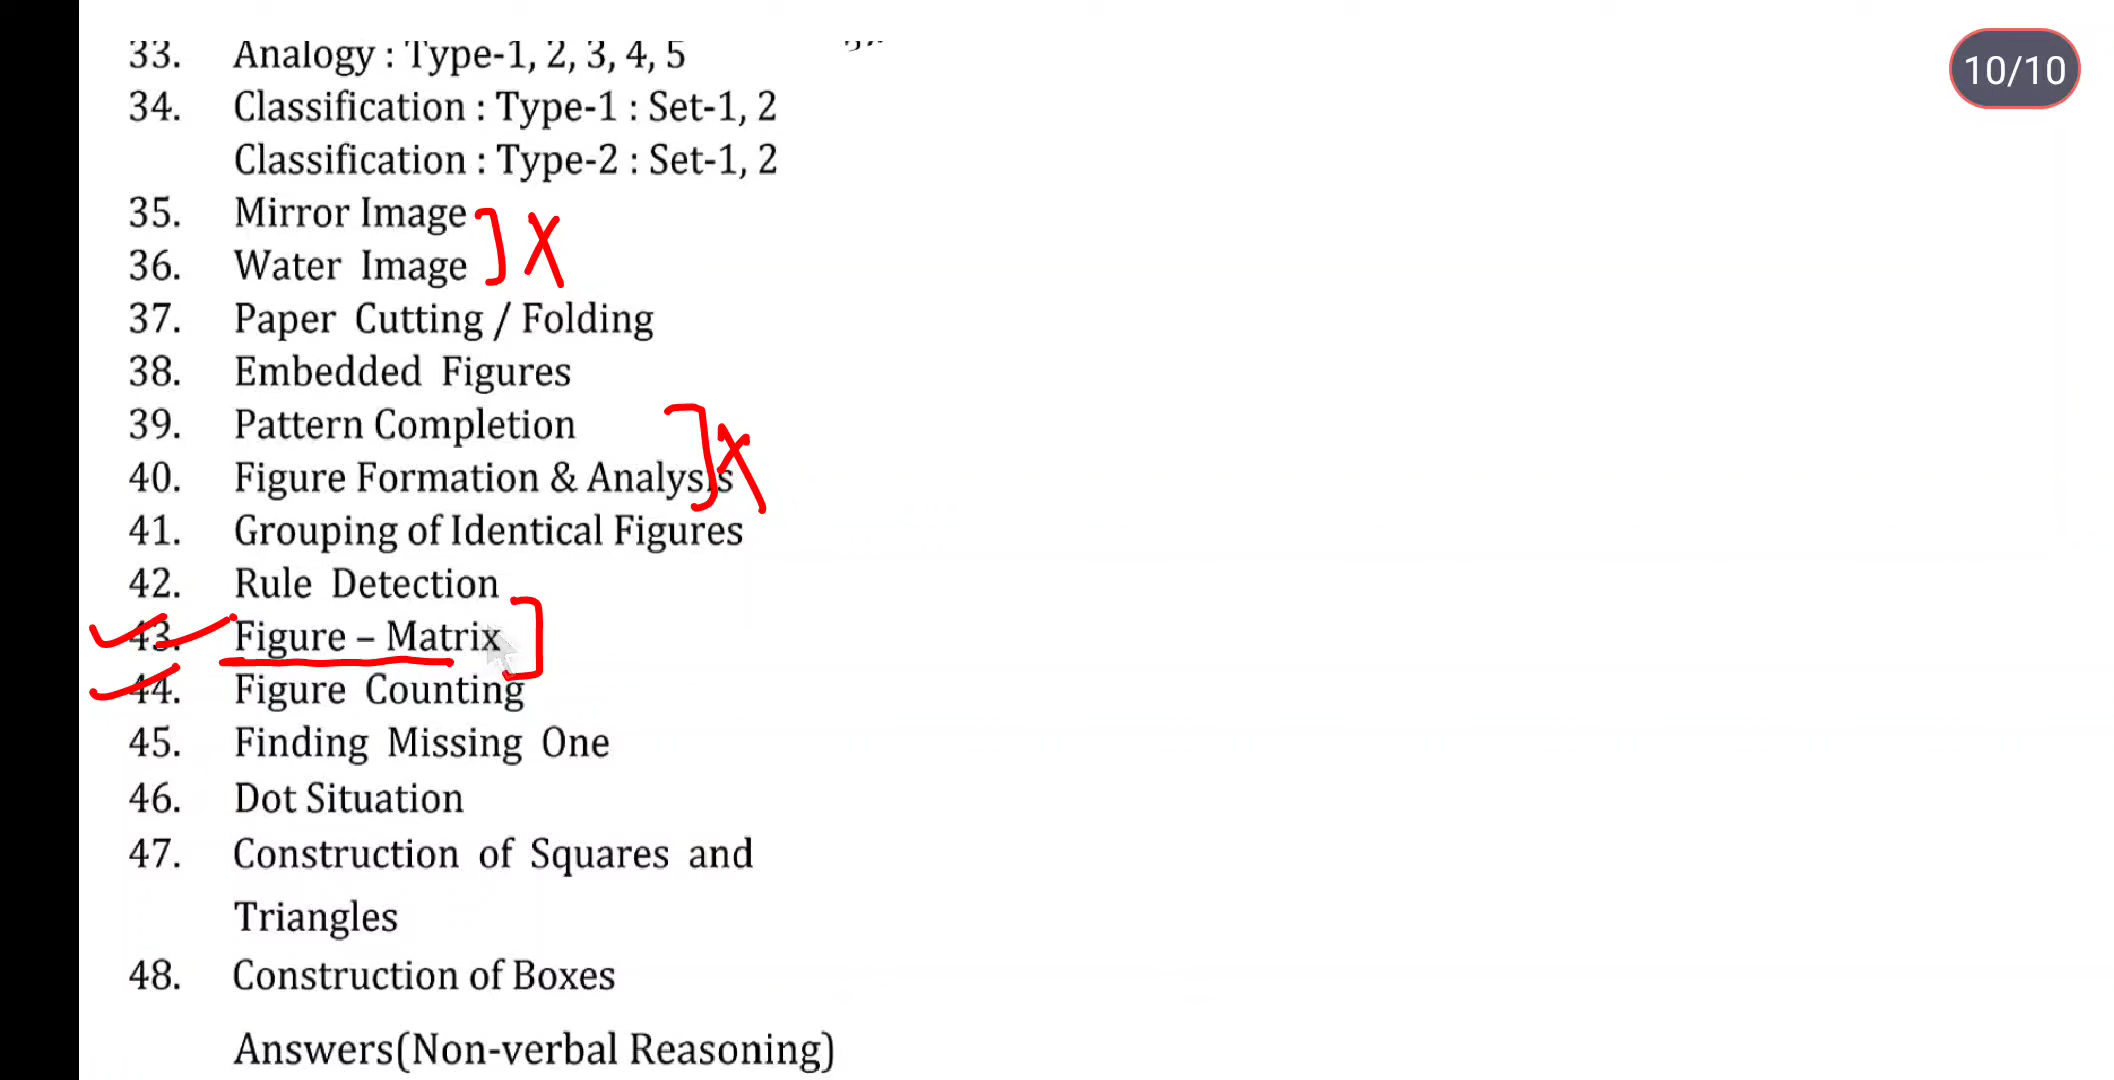 10/10
33. Analogy : Type-1, 2, 3, 4, 5
34. Classification : Type-1 : Set-1, 2
Classification : Type-2 : Set-1, 2
35. Mirror Image
36. Water Image
37. Paper Cutting / Folding
38. Embedded Figures
39. Pattern Completion
40. Figure Formation & Analysis
41. Grouping of Identical Figures
42. Rule Detection
43. Figure – Matrix
44. Figure Counting
45. Finding Missing One
46. Dot Situation
47. Construction of Squares and
Triangles
48. Construction of Boxes
Answers(Non-verbal Reasoning)